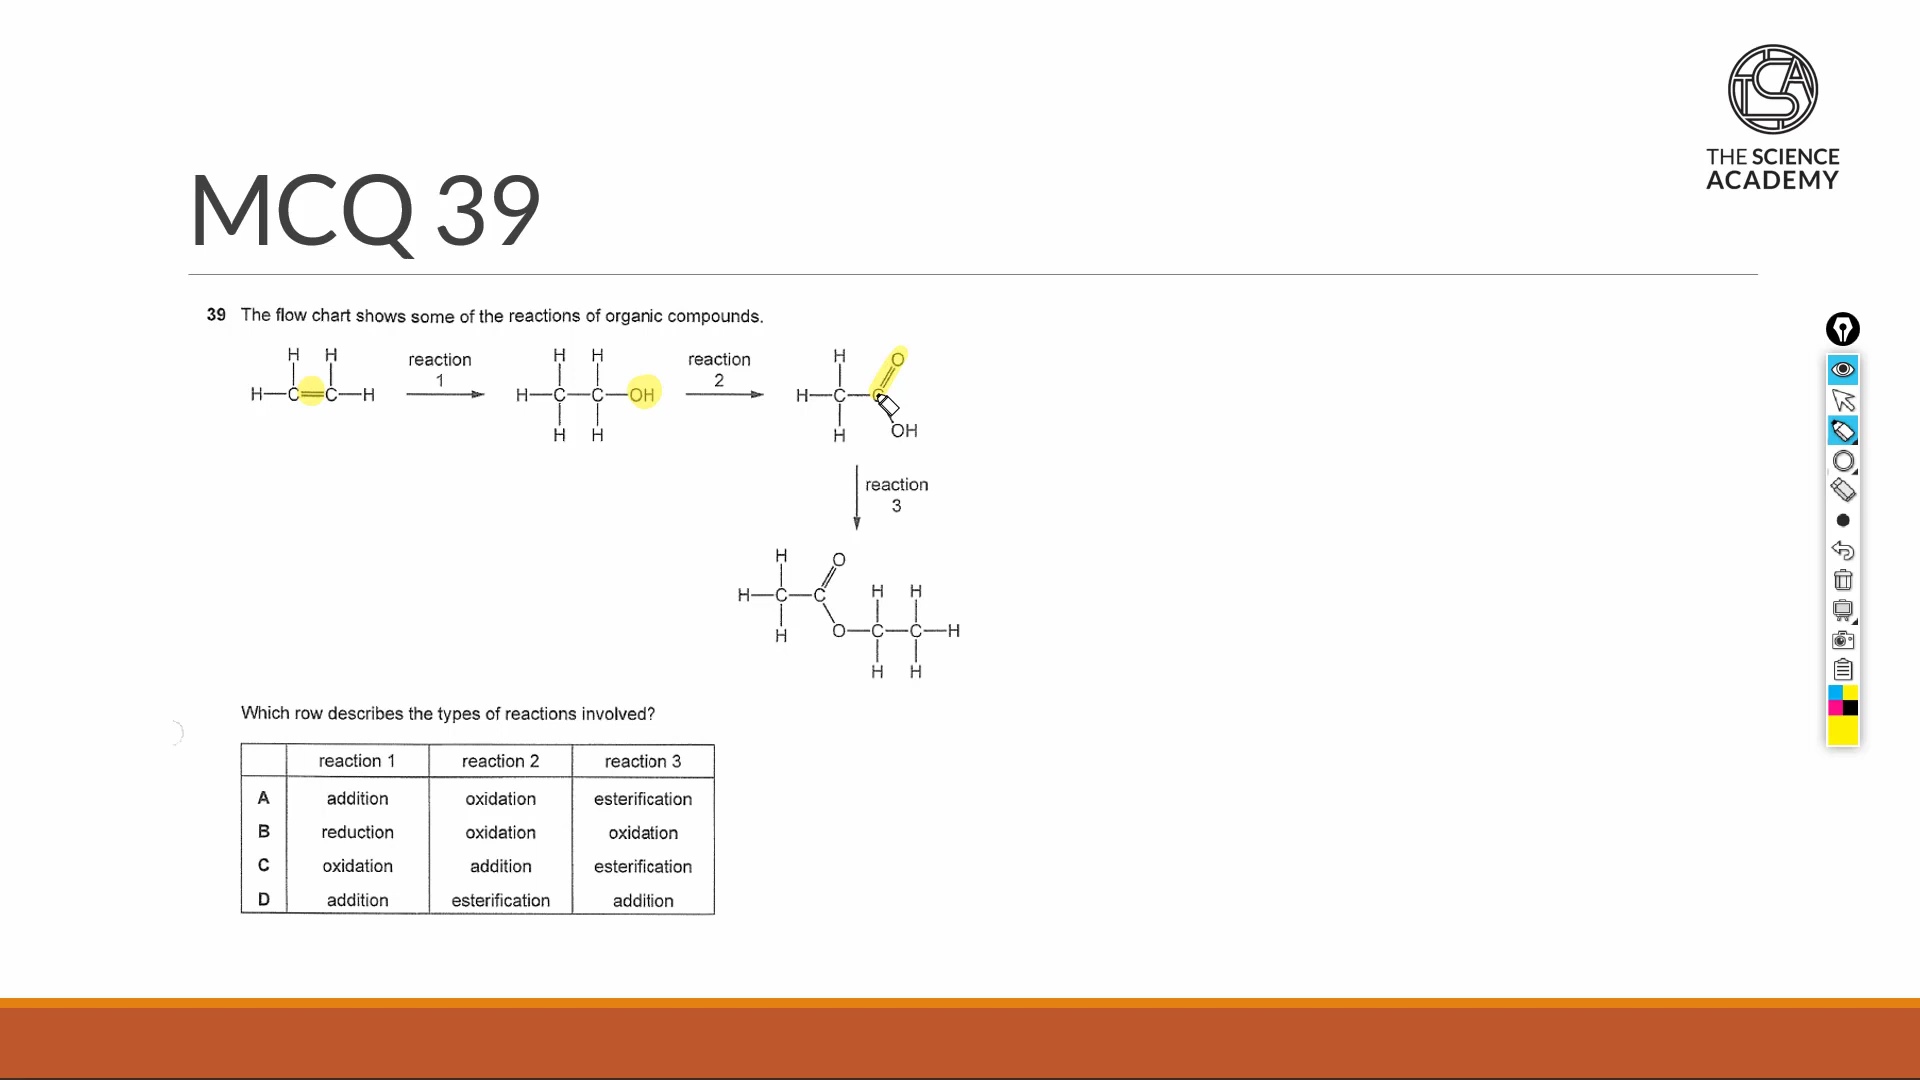 THE SCIENCE
ACADEMY
MCQ 39
39 The flow chart shows some of the reactions of organic compounds.
H H
H C C H
reaction
1
H H
H C C OH
H H
reaction
2
H O
H C C
H OH
reaction
3
H O
H C C H H
H O C C H
H H
Which row describes the types of reactions involved?
reaction 1 reaction 2 reaction 3
A addition oxidation esterification
B reduction oxidation oxidation
C oxidation addition esterification
D addition esterification addition